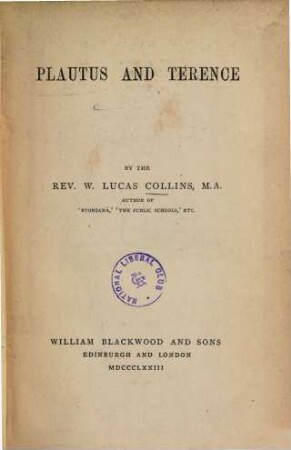 PLAUTUS AND TERENCE
BY THE
REV. W. LUCAS COLLINS, M.A.
AUTHOR OF
'ETONIANA,' 'THE PUBLIC SCHOOLS,' ETC.
NATIONAL LIBERAL CLUB
WILLIAM BLACKWOOD AND SONS
EDINBURGH AND LONDON
MDCCCLXXIII